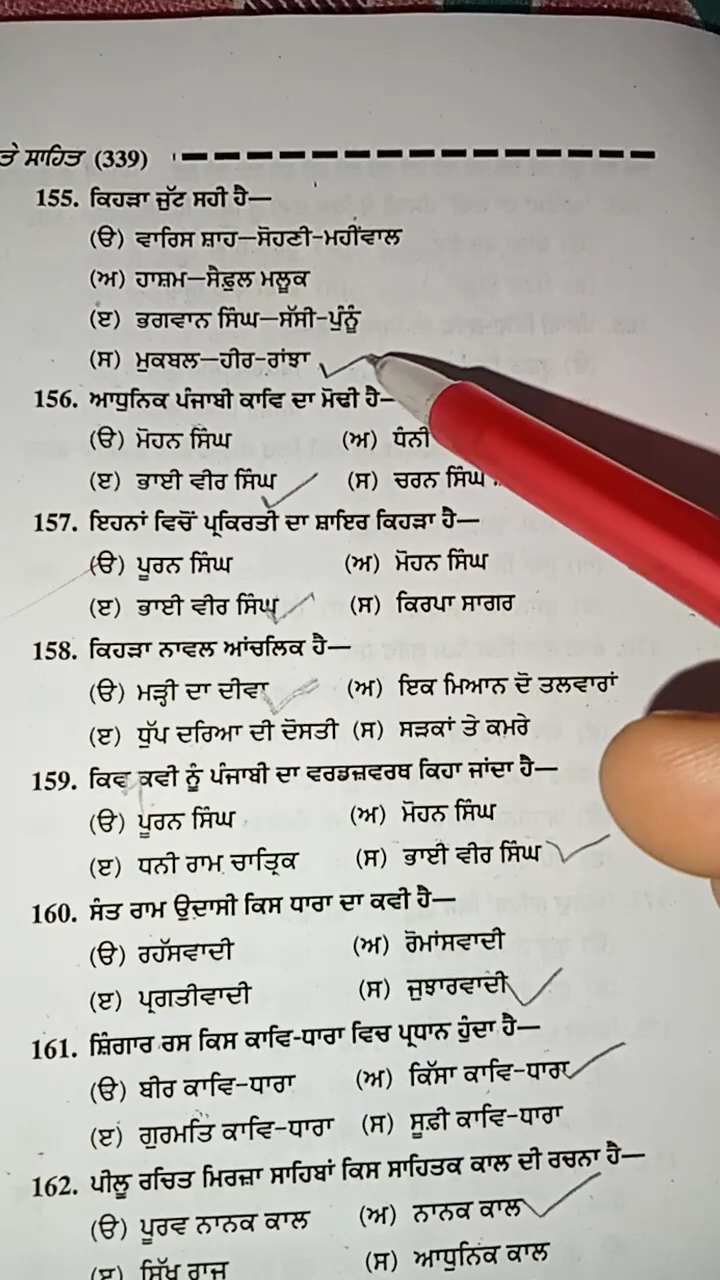 ਤੇ ਸਾਹਿਤ (339)
155. ਕਿਹੜਾ ਜੁੱਟ ਸਹੀ ਹੈ—
(ੳ) ਵਾਰਿਸ ਸ਼ਾਹ—ਸੋਹਣੀ-ਮਹੀਂਵਾਲ
(ਅ) ਹਾਸ਼ਮ—ਸੈਫ਼ੁਲ ਮਲੂਕ
(ੲ) ਭਗਵਾਨ ਸਿੰਘ—ਸੱਸੀ-ਪੁੰਨੂੰ
(ਸ) ਮੁਕਬਲ—ਹੀਰ-ਰਾਂਝਾ
156. ਆਧੁਨਿਕ ਪੰਜਾਬੀ ਕਾਵਿ ਦਾ ਮੋਢੀ ਹੈ—
(ੳ) ਮੋਹਨ ਸਿੰਘ (ਅ) ਧੰਨੀ
(ੲ) ਭਾਈ ਵੀਰ ਸਿੰਘ (ਸ) ਚਰਨ ਸਿੰਘ
157. ਇਹਨਾਂ ਵਿਚੋਂ ਪ੍ਰਕਿਰਤੀ ਦਾ ਸ਼ਾਇਰ ਕਿਹੜਾ ਹੈ—
(ੳ) ਪੂਰਨ ਸਿੰਘ (ਅ) ਮੋਹਨ ਸਿੰਘ
(ੲ) ਭਾਈ ਵੀਰ ਸਿੰਘ (ਸ) ਕਿਰਪਾ ਸਾਗਰ
158. ਕਿਹੜਾ ਨਾਵਲ ਆਂਚਲਿਕ ਹੈ—
(ੳ) ਮੜ੍ਹੀ ਦਾ ਦੀਵਾ (ਅ) ਇਕ ਮਿਆਨ ਦੋ ਤਲਵਾਰਾਂ
(ੲ) ਧੁੱਪ ਦਰਿਆ ਦੀ ਦੋਸਤੀ (ਸ) ਸੜਕਾਂ ਤੇ ਕਮਰੇ
159. ਕਿਵ ਕਵੀ ਨੂੰ ਪੰਜਾਬੀ ਦਾ ਵਰਡਜ਼ਵਰਥ ਕਿਹਾ ਜਾਂਦਾ ਹੈ—
(ੳ) ਪੂਰਨ ਸਿੰਘ (ਅ) ਮੋਹਨ ਸਿੰਘ
(ੲ) ਧਨੀ ਰਾਮ ਚਾਤ੍ਰਿਕ (ਸ) ਭਾਈ ਵੀਰ ਸਿੰਘ
160. ਸੰਤ ਰਾਮ ਉਦਾਸੀ ਕਿਸ ਧਾਰਾ ਦਾ ਕਵੀ ਹੈ—
(ੳ) ਰਹੱਸਵਾਦੀ (ਅ) ਰੋਮਾਂਸਵਾਦੀ
(ੲ) ਪ੍ਰਗਤੀਵਾਦੀ (ਸ) ਜੁਝਾਰਵਾਦੀ
161. ਸ਼ਿੰਗਾਰ ਰਸ ਕਿਸ ਕਾਵਿ-ਧਾਰਾ ਵਿਚ ਪ੍ਰਧਾਨ ਹੁੰਦਾ ਹੈ—
(ੳ) ਬੀਰ ਕਾਵਿ-ਧਾਰਾ (ਅ) ਕਿੱਸਾ ਕਾਵਿ-ਧਾਰਾ
(ੲ) ਗੁਰਮਤਿ ਕਾਵਿ-ਧਾਰਾ (ਸ) ਸੂਫ਼ੀ ਕਾਵਿ-ਧਾਰਾ
162. ਪੀਲੂ ਰਚਿਤ ਮਿਰਜ਼ਾ ਸਾਹਿਬਾਂ ਕਿਸ ਸਾਹਿਤਕ ਕਾਲ ਦੀ ਰਚਨਾ ਹੈ—
(ੳ) ਪੂਰਵ ਨਾਨਕ ਕਾਲ (ਅ) ਨਾਨਕ ਕਾਲ
(ੲ) ਸਿੱਖ ਰਾਜ (ਸ) ਆਧੁਨਿਕ ਕਾਲ